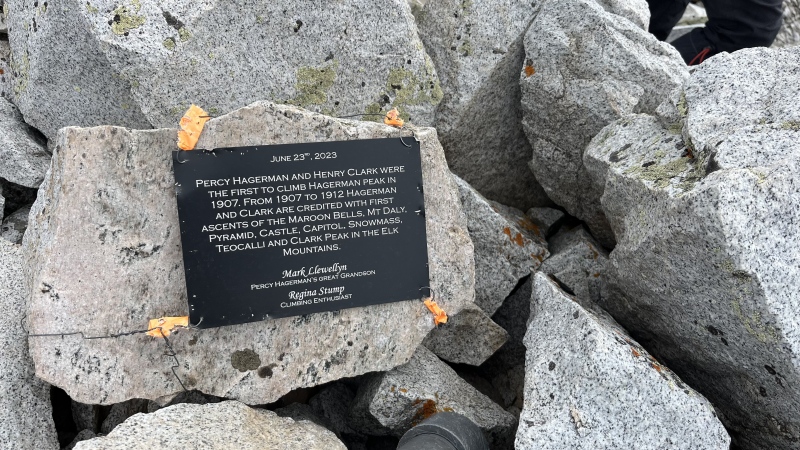 JUNE 23ʳᵈ, 2023
PERCY HAGERMAN AND HENRY CLARK WERE
THE FIRST TO CLIMB HAGERMAN PEAK IN
1907. FROM 1907 TO 1912 HAGERMAN
AND CLARK ARE CREDITED WITH FIRST
ASCENTS OF THE MAROON BELLS, MT DALY,
PYRAMID, CASTLE, CAPITOL, SNOWMASS,
TEOCALLI AND CLARK PEAK IN THE ELK
MOUNTAINS.
Mark Llewellyn
PERCY HAGERMAN'S GREAT GRANDSON
Regina Stump
CLIMBING ENTHUSIAST